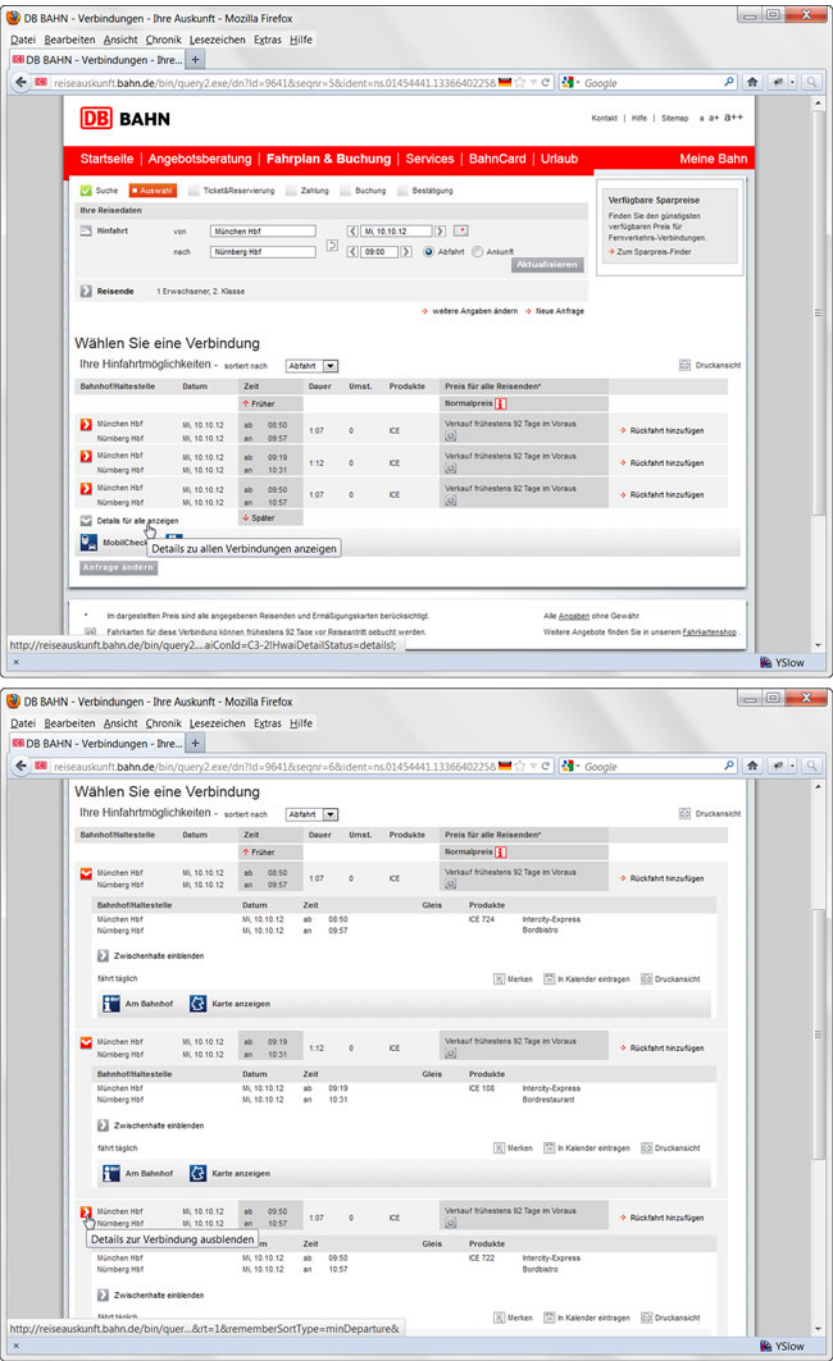 DB BAHN - Verbindungen - Ihre Auskunft - Mozilla Firefox
Datei Bearbeiten Ansicht Chronik Lesezeichen Extras Hilfe
DB BAHN - Verbindungen - Ihre... +
reiseauskunft.bahn.de/bin/query2.exe/dn?ld=9641&seqnr=5&ident=ns.01454441.1336640225& Google
DB BAHN
Kontakt | Hilfe | Sitemap a a+ a++
Startseite | Angebotsberatung | Fahrplan & Buchung | Services | BahnCard | Urlaub Meine Bahn
Suche Auswahl Ticket&Reservierung Zahlung Buchung Bestätigung
Ihre Reisedaten
Hinfahrt von München Hbf Mi, 10.10.12
nach Nürnberg Hbf 09:00 Abfahrt Ankunft
Aktualisieren
Verfügbare Sparpreise
Finden Sie den günstigsten
verfügbaren Preis für
Fernverkehrs-Verbindungen.
Zum Sparpreis-Finder
Reisende 1 Erwachsener, 2. Klasse
weitere Angaben ändern Neue Anfrage
Wählen Sie eine Verbindung
Ihre Hinfahrtmöglichkeiten - sortiert nach Abfahrt Druckansicht
Bahnhof/Haltestelle Datum Zeit Dauer Umst. Produkte Preis für alle Reisenden*
Früher Normalpreis
München Hbf Mi, 10.10.12 ab 08:50 1:07 0 ICE Verkauf frühestens 92 Tage im Voraus Rückfahrt hinzufügen
Nürnberg Hbf Mi, 10.10.12 an 09:57
München Hbf Mi, 10.10.12 ab 09:19 1:12 0 ICE Verkauf frühestens 92 Tage im Voraus Rückfahrt hinzufügen
Nürnberg Hbf Mi, 10.10.12 an 10:31
München Hbf Mi, 10.10.12 ab 09:50 1:07 0 ICE Verkauf frühestens 92 Tage im Voraus Rückfahrt hinzufügen
Nürnberg Hbf Mi, 10.10.12 an 10:57
Details für alle anzeigen Später
MobilCheck
Details zu allen Verbindungen anzeigen
Anfrage ändern
* Im dargestellten Preis sind alle angegebenen Reisenden und Ermäßigungskarten berücksichtigt. Alle Angaben ohne Gewähr.
Fahrkarten für diese Verbindung können frühestens 92 Tage vor Reiseantritt gebucht werden. Weitere Angebote finden Sie in unserem Fahrkartenshop.
http://reiseauskunft.bahn.de/bin/query2....aiConId=C3-2!HwaiDetailStatus=details!;
× YSlow
DB BAHN - Verbindungen - Ihre Auskunft - Mozilla Firefox
Datei Bearbeiten Ansicht Chronik Lesezeichen Extras Hilfe
DB BAHN - Verbindungen - Ihre... +
reiseauskunft.bahn.de/bin/query2.exe/dn?ld=9641&seqnr=6&ident=ns.01454441.1336640225& Google
Wählen Sie eine Verbindung
Ihre Hinfahrtmöglichkeiten - sortiert nach Abfahrt Druckansicht
Bahnhof/Haltestelle Datum Zeit Dauer Umst. Produkte Preis für alle Reisenden*
Früher Normalpreis
München Hbf Mi, 10.10.12 ab 08:50 1:07 0 ICE Verkauf frühestens 92 Tage im Voraus Rückfahrt hinzufügen
Nürnberg Hbf Mi, 10.10.12 an 09:57
Bahnhof/Haltestelle Datum Zeit Gleis Produkte
München Hbf Mi, 10.10.12 ab 08:50 ICE 724 Intercity-Express
Nürnberg Hbf Mi, 10.10.12 an 09:57 Bordbistro
Zwischenhalte einblenden
fährt täglich Merken In Kalender eintragen Druckansicht
Am Bahnhof Karte anzeigen
München Hbf Mi, 10.10.12 ab 09:19 1:12 0 ICE Verkauf frühestens 92 Tage im Voraus Rückfahrt hinzufügen
Nürnberg Hbf Mi, 10.10.12 an 10:31
Bahnhof/Haltestelle Datum Zeit Gleis Produkte
München Hbf Mi, 10.10.12 ab 09:19 ICE 108 Intercity-Express
Nürnberg Hbf Mi, 10.10.12 an 10:31 Bordrestaurant
Zwischenhalte einblenden
fährt täglich Merken In Kalender eintragen Druckansicht
Am Bahnhof Karte anzeigen
München Hbf Mi, 10.10.12 ab 09:50 1:07 0 ICE Verkauf frühestens 92 Tage im Voraus Rückfahrt hinzufügen
Nürnberg Hbf Mi, 10.10.12 an 10:57
Details zur Verbindung ausblenden Zeit Gleis Produkte
München Hbf Mi, 10.10.12 ab 09:50 ICE 722 Intercity-Express
Nürnberg Hbf Mi, 10.10.12 an 10:57 Bordbistro
Zwischenhalte einblenden
fährt täglich Merken In Kalender eintragen Druckansicht
http://reiseauskunft.bahn.de/bin/quer...&rt=1&rememberSortType=minDeparture&
× YSlow